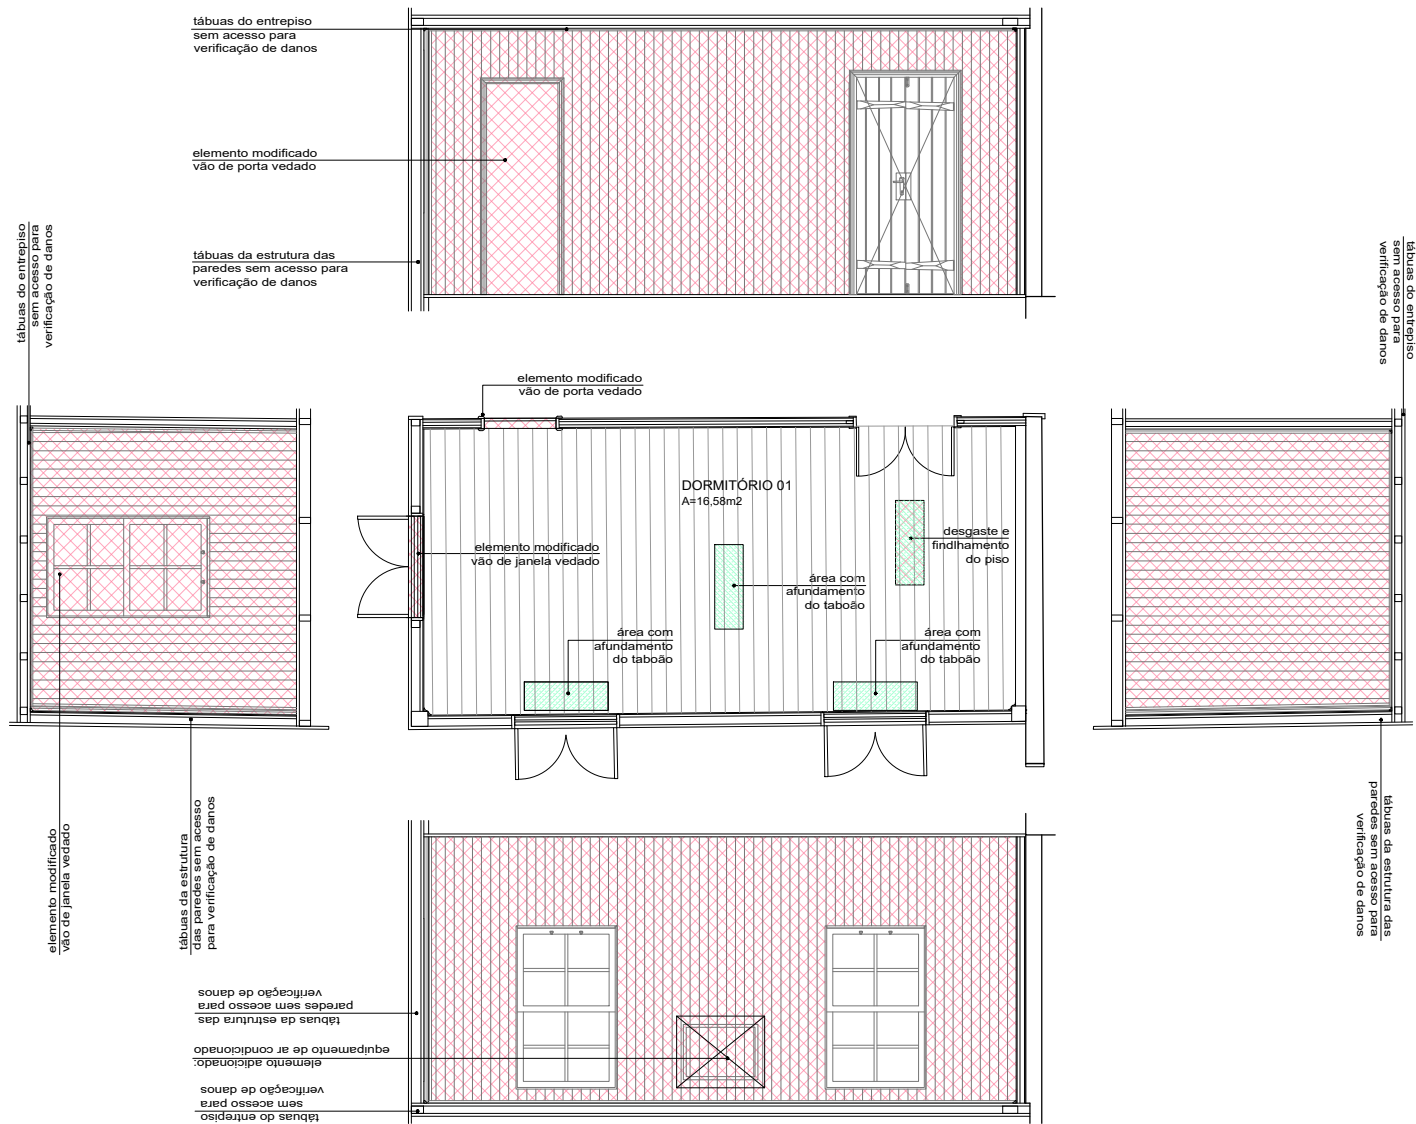 tábuas do entrepiso
sem acesso para
verificação de danos
elemento modificado
vão de porta vedado
tábuas da estrutura das
paredes sem acesso para
verificação de danos
tábuas do entrepiso
sem acesso para
verificação de danos
tábuas do entrepiso
sem acesso para
verificação de danos
elemento modificado
vão de porta vedado
DORMITÓRIO 01
A=16,58m2
desgaste e
findlhamento
do piso
elemento modificado
vão de janela vedado
área com
afundamento
do taboão
área com
afundamento
do taboão
área com
afundamento
do taboão
elemento modificado
vão de janela vedado
tábuas da estrutura
das paredes sem acesso
para verificação de danos
tábuas da estrutura das
paredes sem acesso para
verificação de danos
tábuas da estrutura das
paredes sem acesso para
verificação de danos
elemento adicionado:
equipamento de ar condicionado
tábuas do entrepiso
sem acesso para
verificação de danos